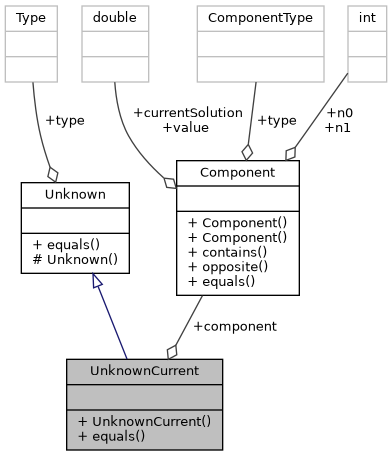 Type
double
ComponentType
int
+type
+currentSolution
+value
+type
+n0
+n1
Unknown
+ equals()
# Unknown()
Component
+ Component()
+ Component()
+ contains()
+ opposite()
+ equals()
+component
UnknownCurrent
+ UnknownCurrent()
+ equals()